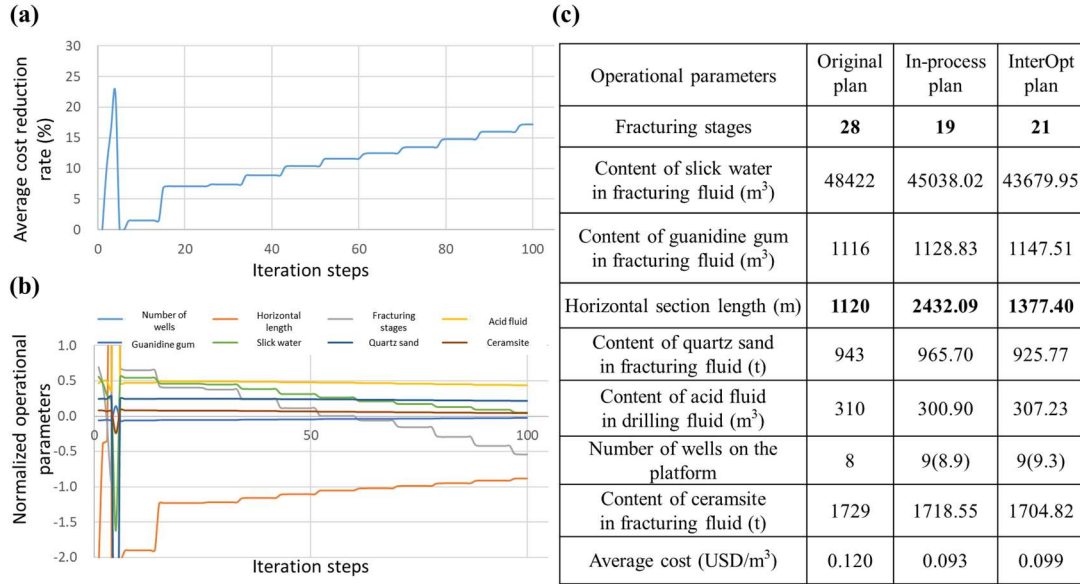 (a)
30
25
20
15
10
5
0
Average cost reduction
rate (%)
0 20 40 60 80 100
Iteration steps
(b)
Number of
wells
Horizontal
length
Fracturing
stages
Acid fluid
Guanidine gum
Slick water
Quartz sand
Ceramsite
1.0
0.5
0.0
-0.5
-1.0
-1.5
-2.0
Normalized operational
parameters
0 50 100
Iteration steps
(c)
Operational parameters
Original
plan
In-process
plan
InterOpt
plan
Fracturing stages 28 19 21
Content of slick water
in fracturing fluid (m³)
48422 45038.02 43679.95
Content of guanidine gum
in fracturing fluid (m³)
1116 1128.83 1147.51
Horizontal section length (m) 1120 2432.09 1377.40
Content of quartz sand
in fracturing fluid (t)
943 965.70 925.77
Content of acid fluid
in drilling fluid (m³)
310 300.90 307.23
Number of wells on the
platform
8 9(8.9) 9(9.3)
Content of ceramsite
in fracturing fluid (t)
1729 1718.55 1704.82
Average cost (USD/m³) 0.120 0.093 0.099